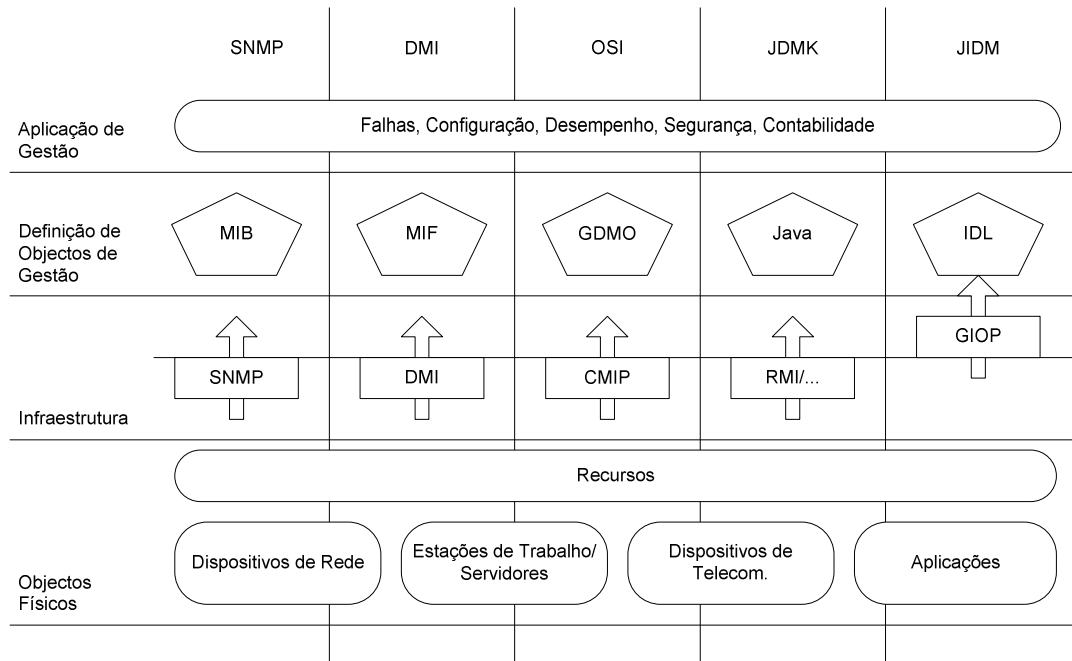 SNMP
DMI
OSI
JDMK
JIDM
Aplicação de
Gestão
Falhas, Configuração, Desempenho, Segurança, Contabilidade
Definição de
Objectos de
Gestão
MIB
MIF
GDMO
Java
IDL
GIOP
SNMP
DMI
CMIP
RMI/...
Infraestrutura
Recursos
Dispositivos de Rede
Estações de Trabalho/
Servidores
Dispositivos de
Telecom.
Aplicações
Objectos
Físicos